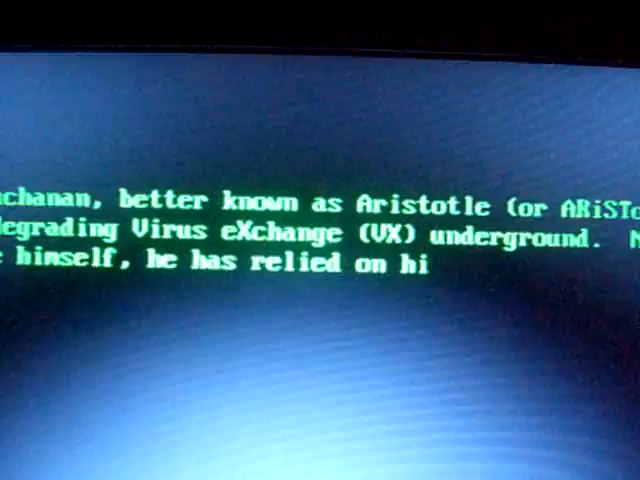 chanan, better known as Aristotle (or ARiSTo
degrading Virus eXchange (VX) underground. N
himself, he has relied on hi